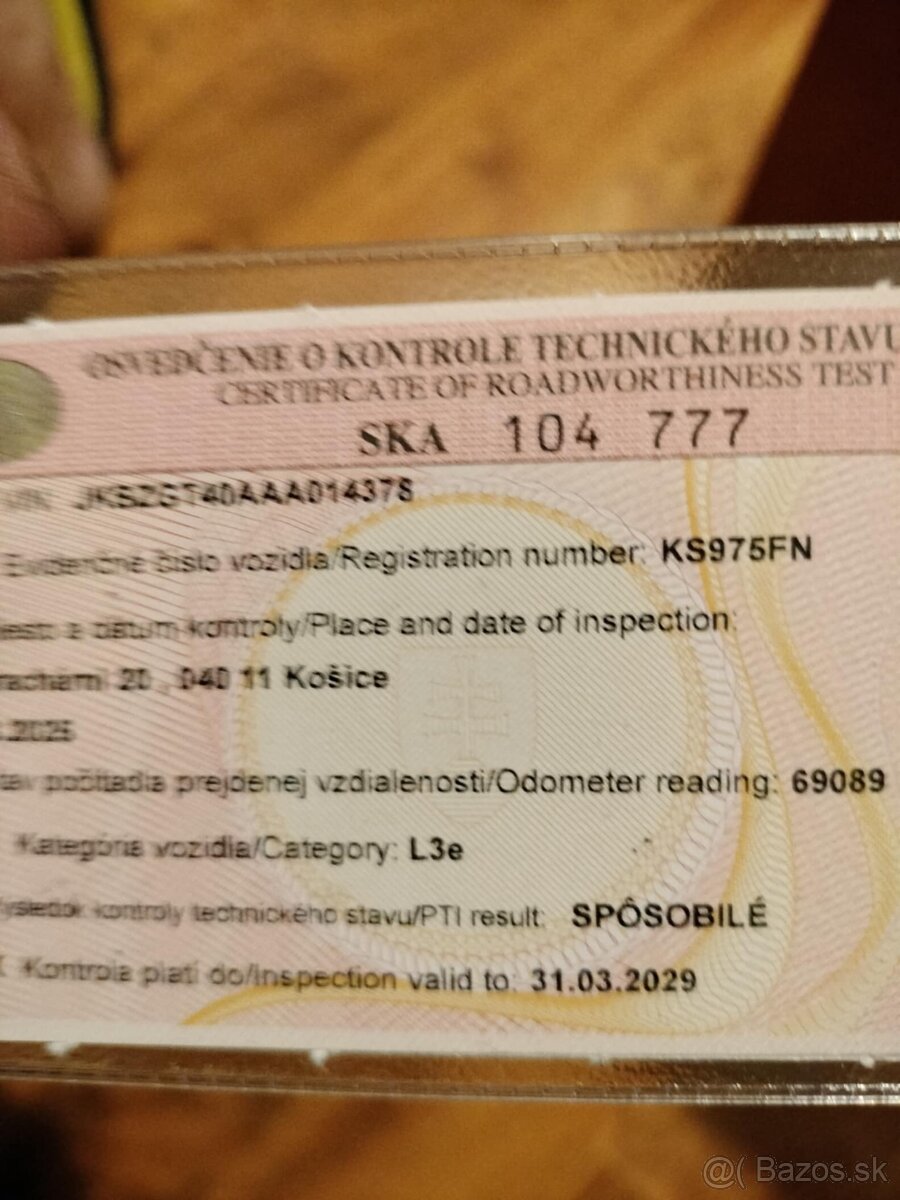 OSVEDČENIE O KONTROLE TECHNICKÉHO STAVU
CERTIFICATE OF ROADWORTHINESS TEST
SKA 104 777
VIN JKSZGT40AAA014378
Evidenčné číslo vozidla/Registration number: KS975FN
a dátum kontroly/Place and date of inspection:
20, 040 11 Košice
.2025
počítadla prejdenej vzdialenosti/Odometer reading: 69089
Kategória vozidla/Category: L3e
kontroly technického stavu/PTI result: SPÔSOBILÉ
Kontrola platí do/Inspection valid to: 31.03.2029
@( Bazos.sk